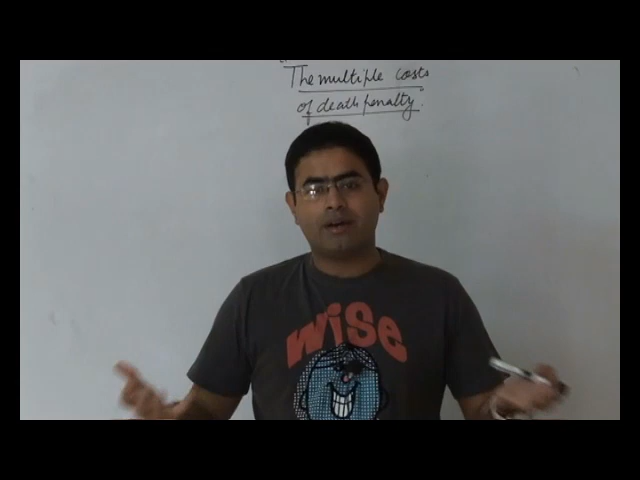 "The multiple costs
of death penalty".
WiSe